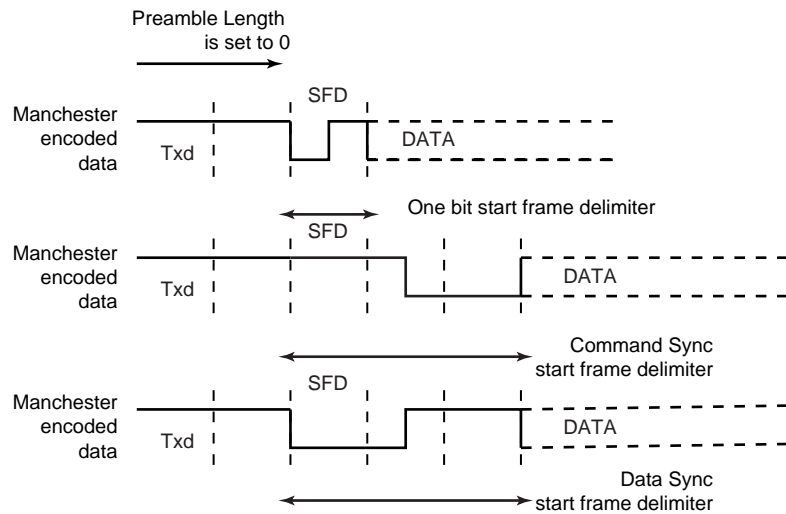 Preamble Length
is set to 0
SFD
Manchester
encoded
data
Txd
DATA
One bit start frame delimiter
SFD
Manchester
encoded
data
Txd
DATA
Command Sync
start frame delimiter
SFD
Manchester
encoded
data
Txd
DATA
Data Sync
start frame delimiter